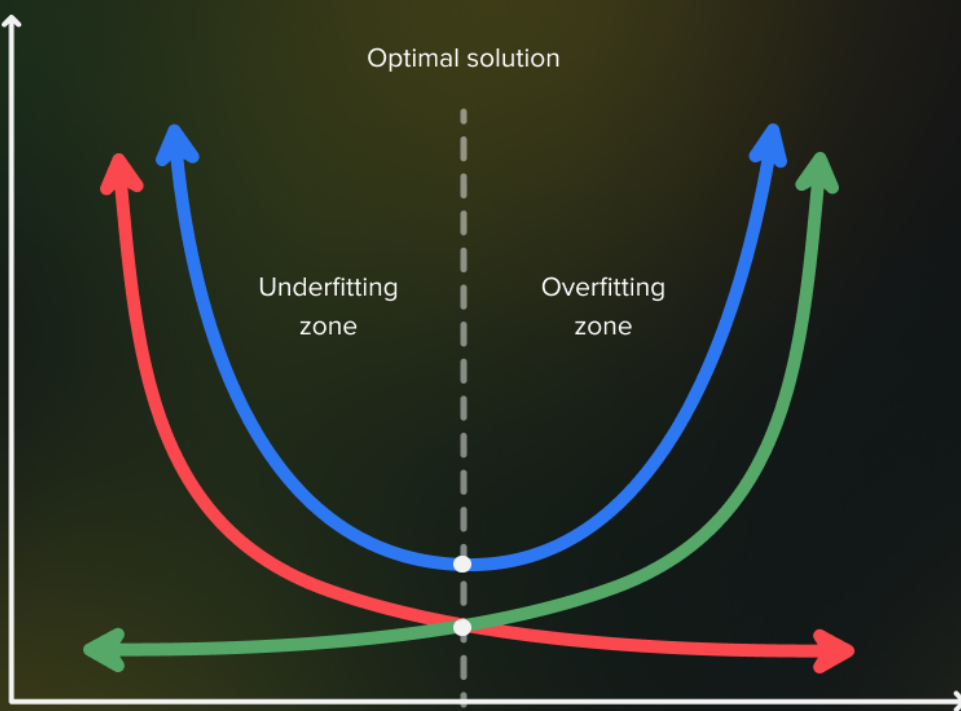 Optimal solution
Underfitting
zone
Overfitting
zone